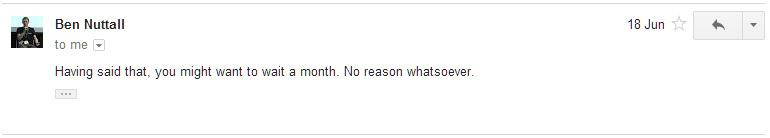 Ben Nuttall 18 Jun
to me
Having said that, you might want to wait a month. No reason whatsoever.